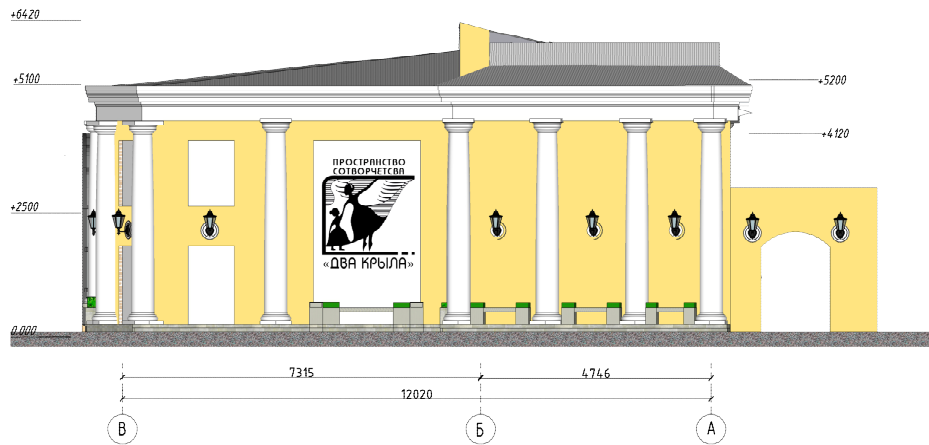 +6420
+5100
+5200
+4120
ПРОСТРАНСТВО
СОТВОРЧЕТСВА
+2500
«ДВА КРЫЛА»
0.000
7315
4746
12020
В
Б
А